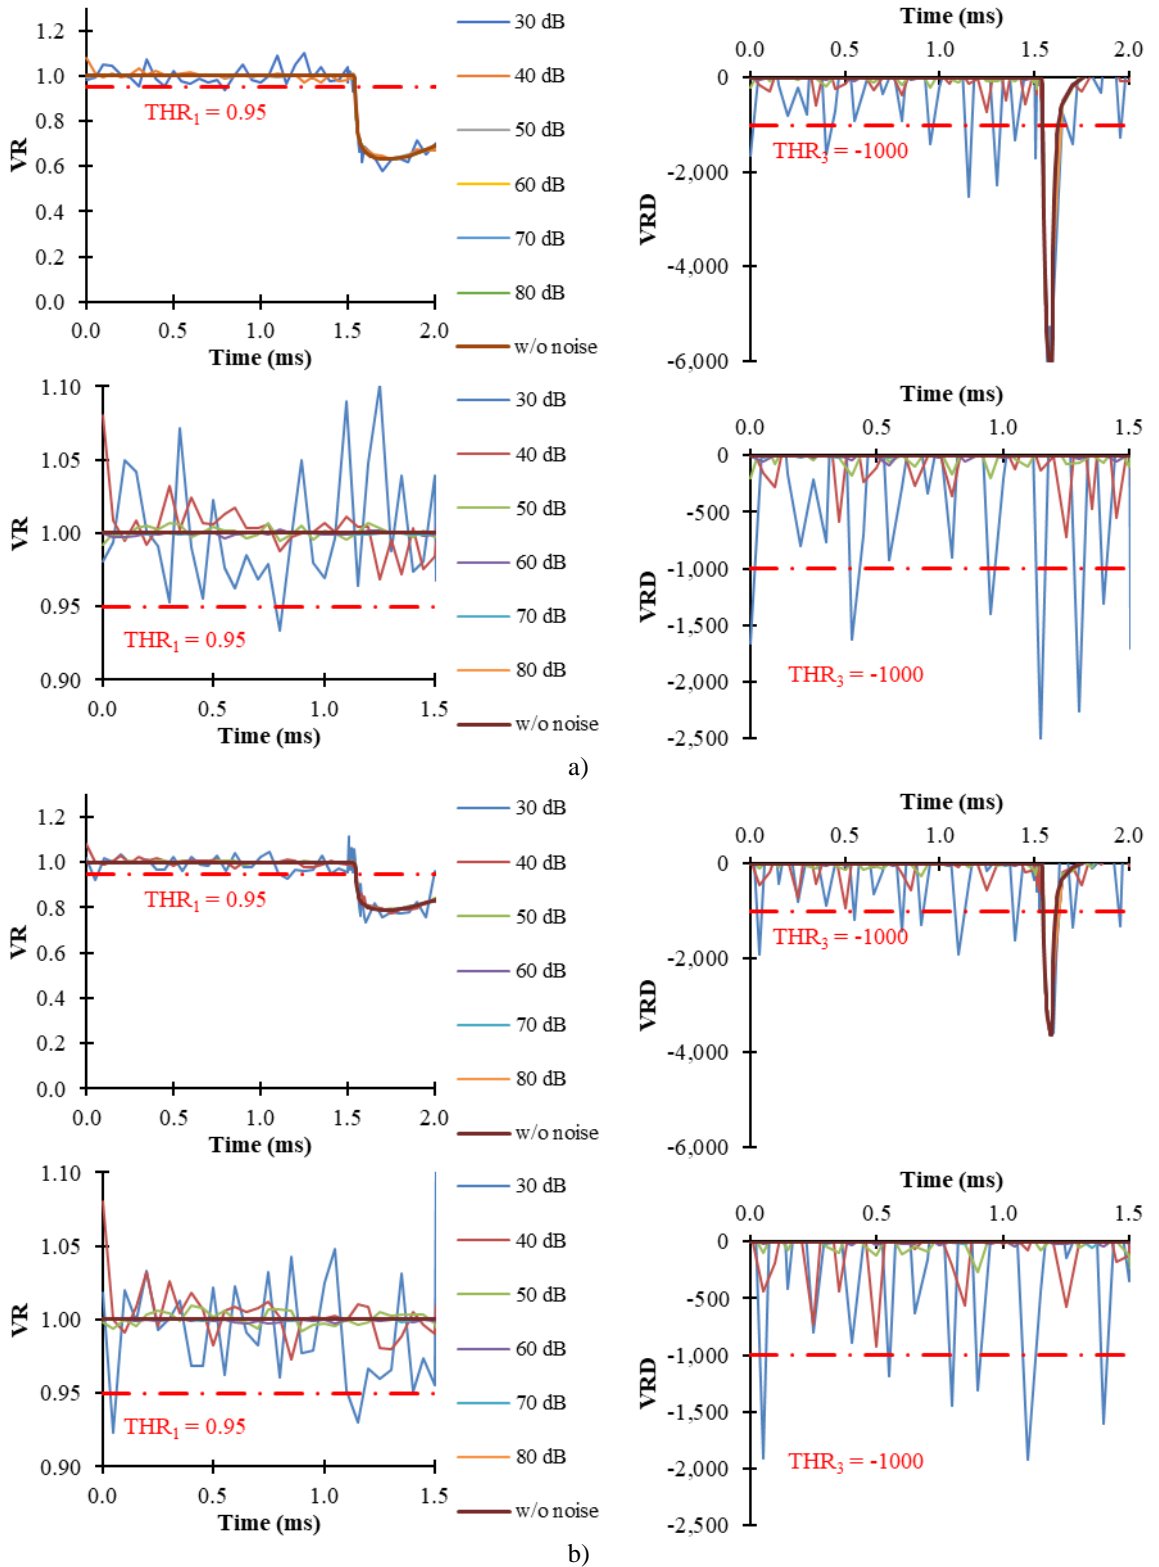 1.2
1.0
0.8
0.6
0.4
0.2
0.0
VR
THR1 = 0.95
0.0 0.5 1.0 1.5 2.0
Time (ms)
30 dB
40 dB
50 dB
60 dB
70 dB
80 dB
w/o noise
Time (ms)
0.0 0.5 1.0 1.5 2.0
0
-2,000
-4,000
-6,000
VRD
THR3 = -1000
1.10
1.05
1.00
0.95
0.90
VR
THR1 = 0.95
0.0 0.5 1.0 1.5
Time (ms)
30 dB
40 dB
50 dB
60 dB
70 dB
80 dB
w/o noise
Time (ms)
0.0 0.5 1.0 1.5
0
-500
-1,000
-1,500
-2,000
-2,500
VRD
THR3 = -1000
a)
1.2
1.0
0.8
0.6
0.4
0.2
0.0
VR
THR1 = 0.95
0.0 0.5 1.0 1.5 2.0
Time (ms)
30 dB
40 dB
50 dB
60 dB
70 dB
80 dB
w/o noise
Time (ms)
0.0 0.5 1.0 1.5 2.0
0
-2,000
-4,000
-6,000
VRD
THR3 = -1000
1.10
1.05
1.00
0.95
0.90
VR
THR1 = 0.95
0.0 0.5 1.0 1.5
Time (ms)
30 dB
40 dB
50 dB
60 dB
70 dB
80 dB
w/o noise
Time (ms)
0.0 0.5 1.0 1.5
0
-500
-1,000
-1,500
-2,000
-2,500
VRD
THR3 = -1000
b)